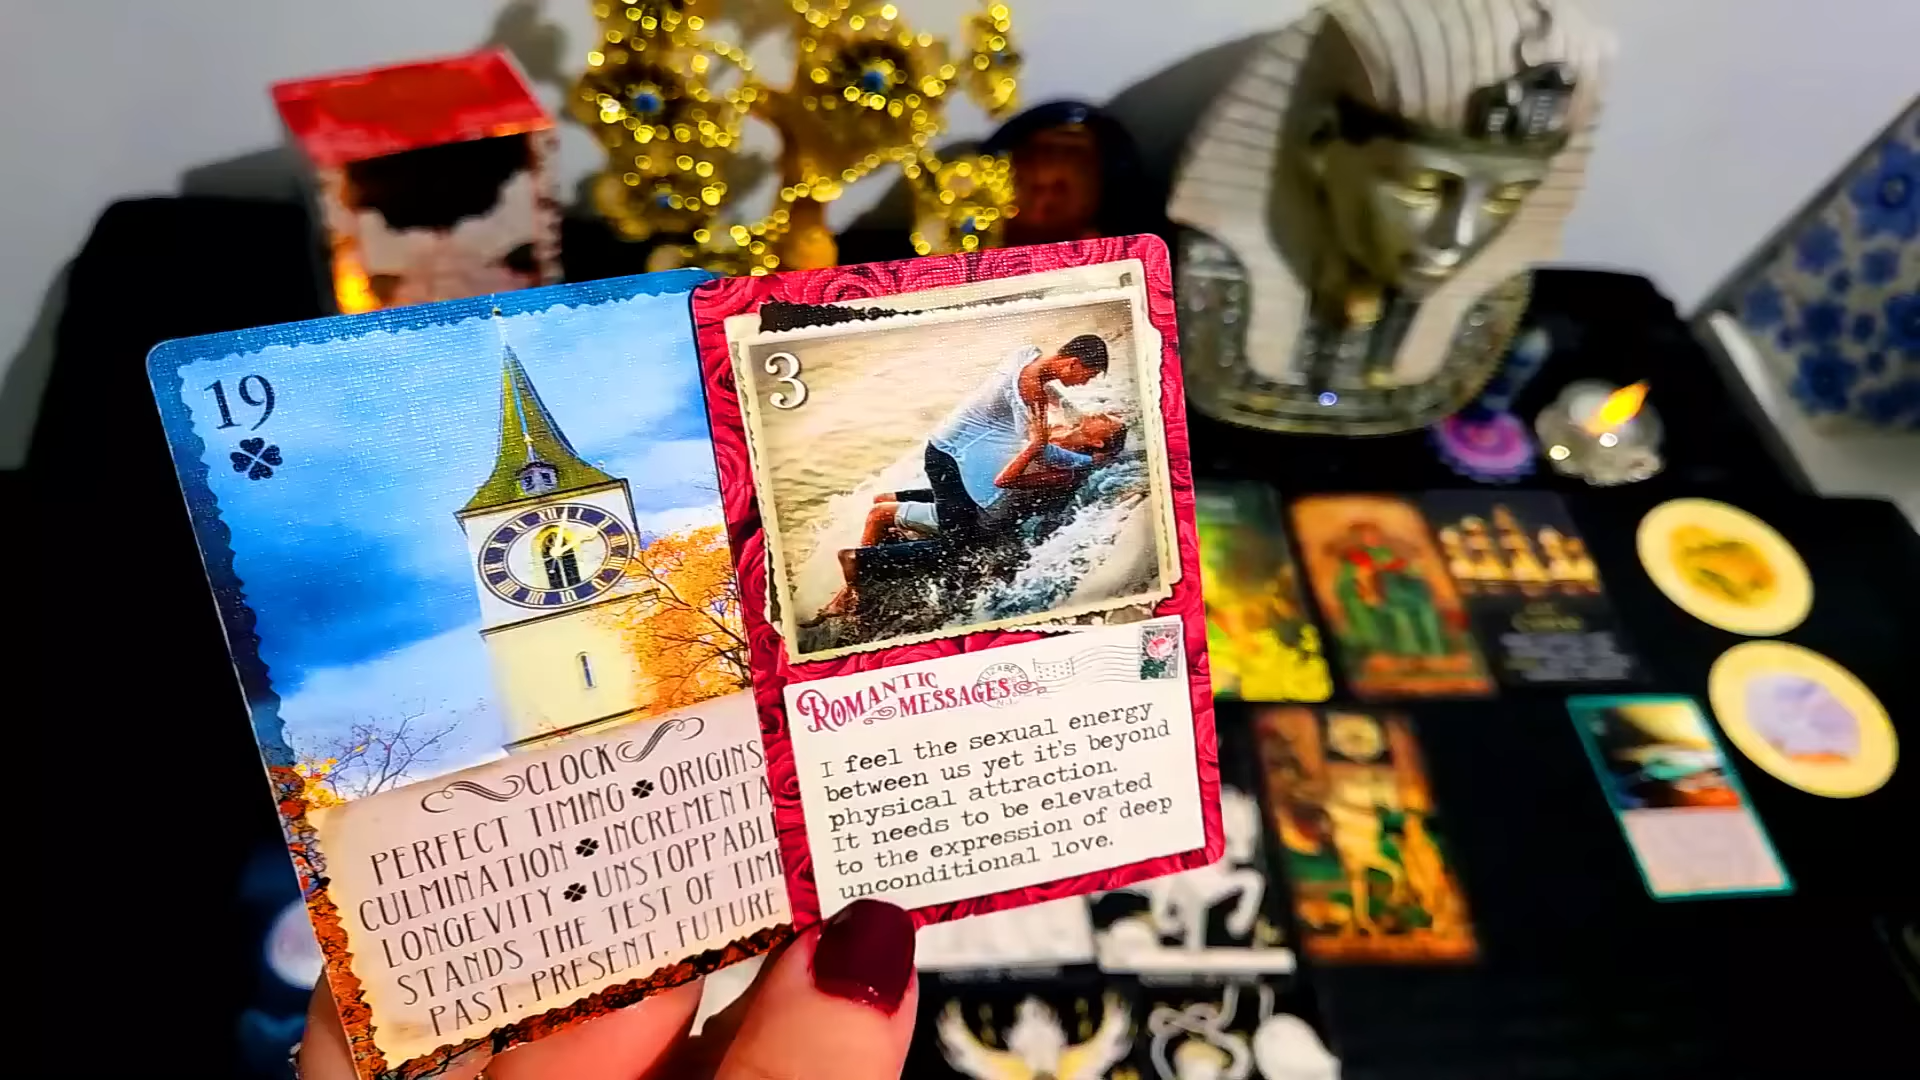 19
CLOCK
PERFECT TIMING ORIGINS
CULMINATION
LONGEVITY
STANDS THE TEST OF TIME
PAST, PRESENT, FUTURE
3
ROMANTIC
MESSAGES
I feel the sexual energy
between us yet it's beyond
physical attraction.
It needs to be elevated
to the expression of deep
unconditional love.